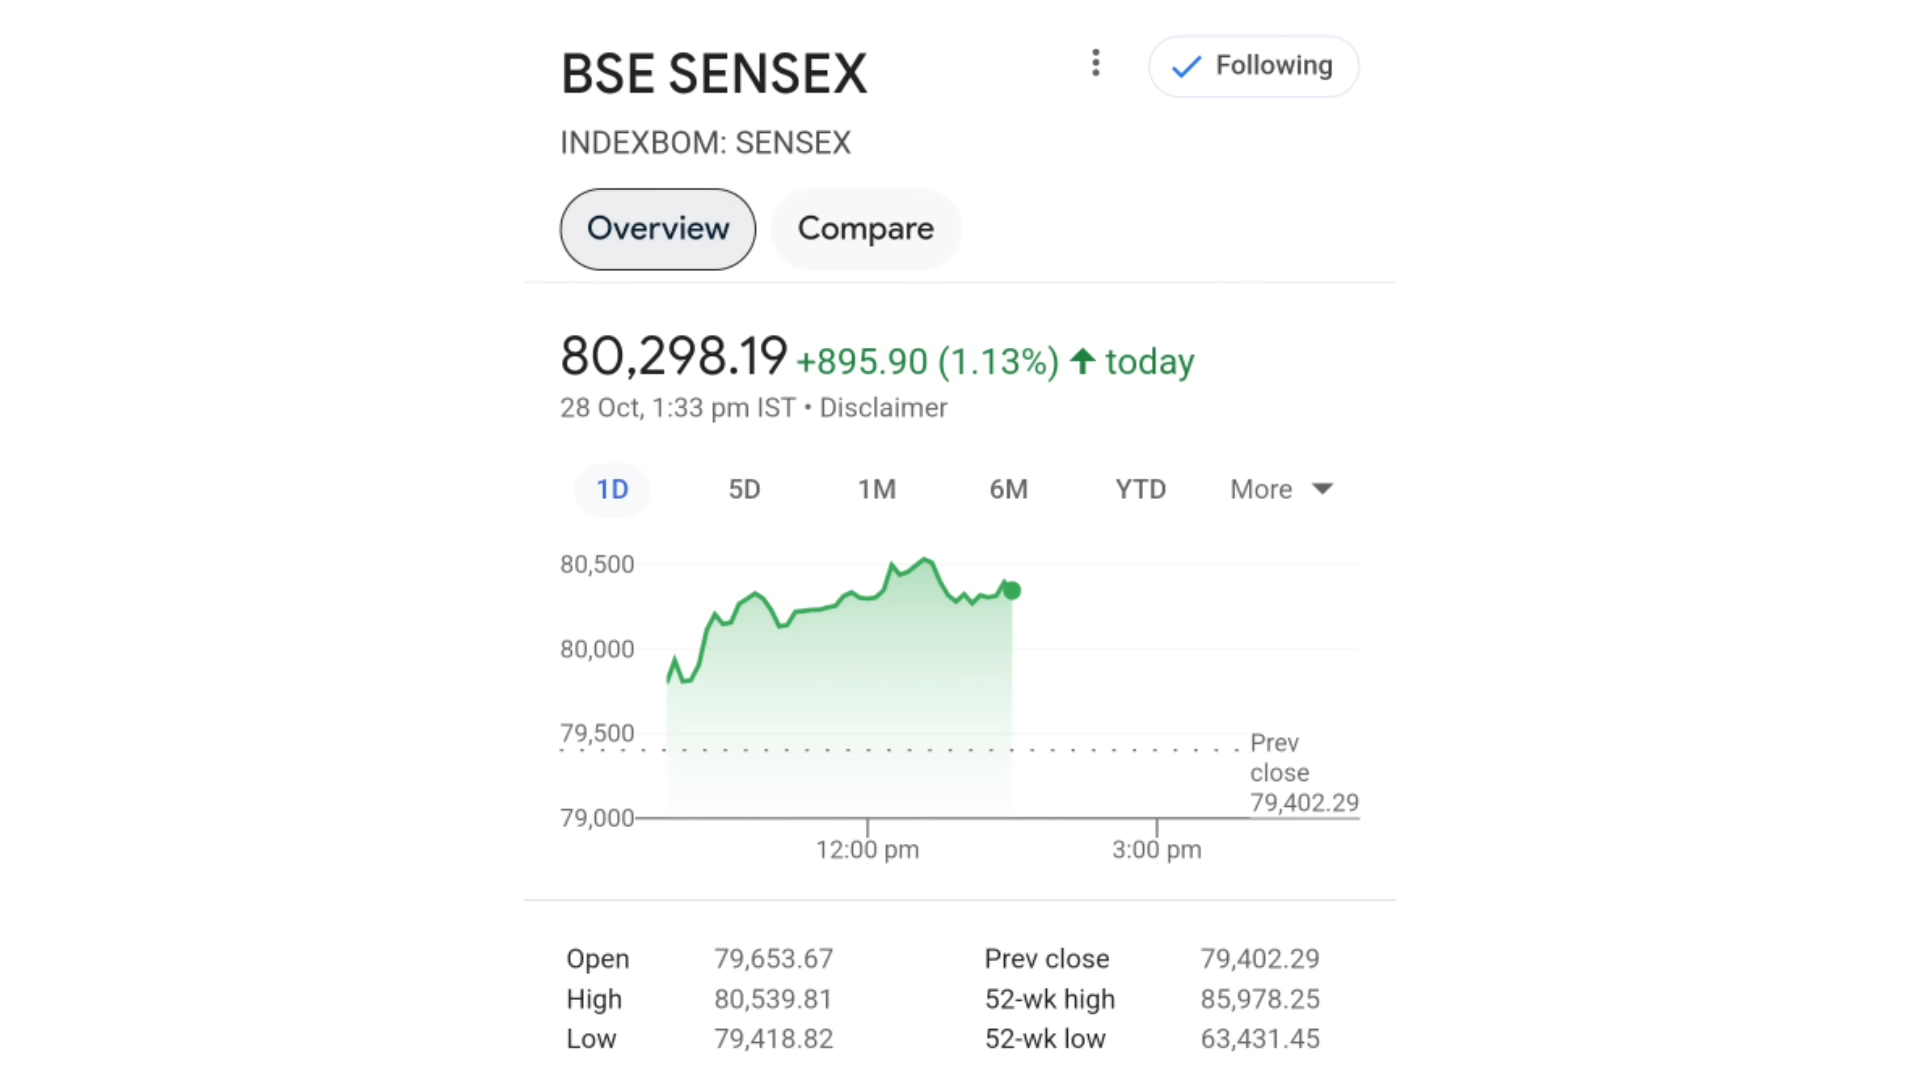 BSE SENSEX
Following
INDEXBOM: SENSEX
Overview
Compare
80,298.19 +895.90 (1.13%) ↑ today
28 Oct, 1:33 pm IST • Disclaimer
1D 5D 1M 6M YTD More
80,500
80,000
79,500
79,000
Prev
close
79,402.29
12:00 pm 3:00 pm
Open 79,653.67 Prev close 79,402.29
High 80,539.81 52-wk high 85,978.25
Low 79,418.82 52-wk low 63,431.45